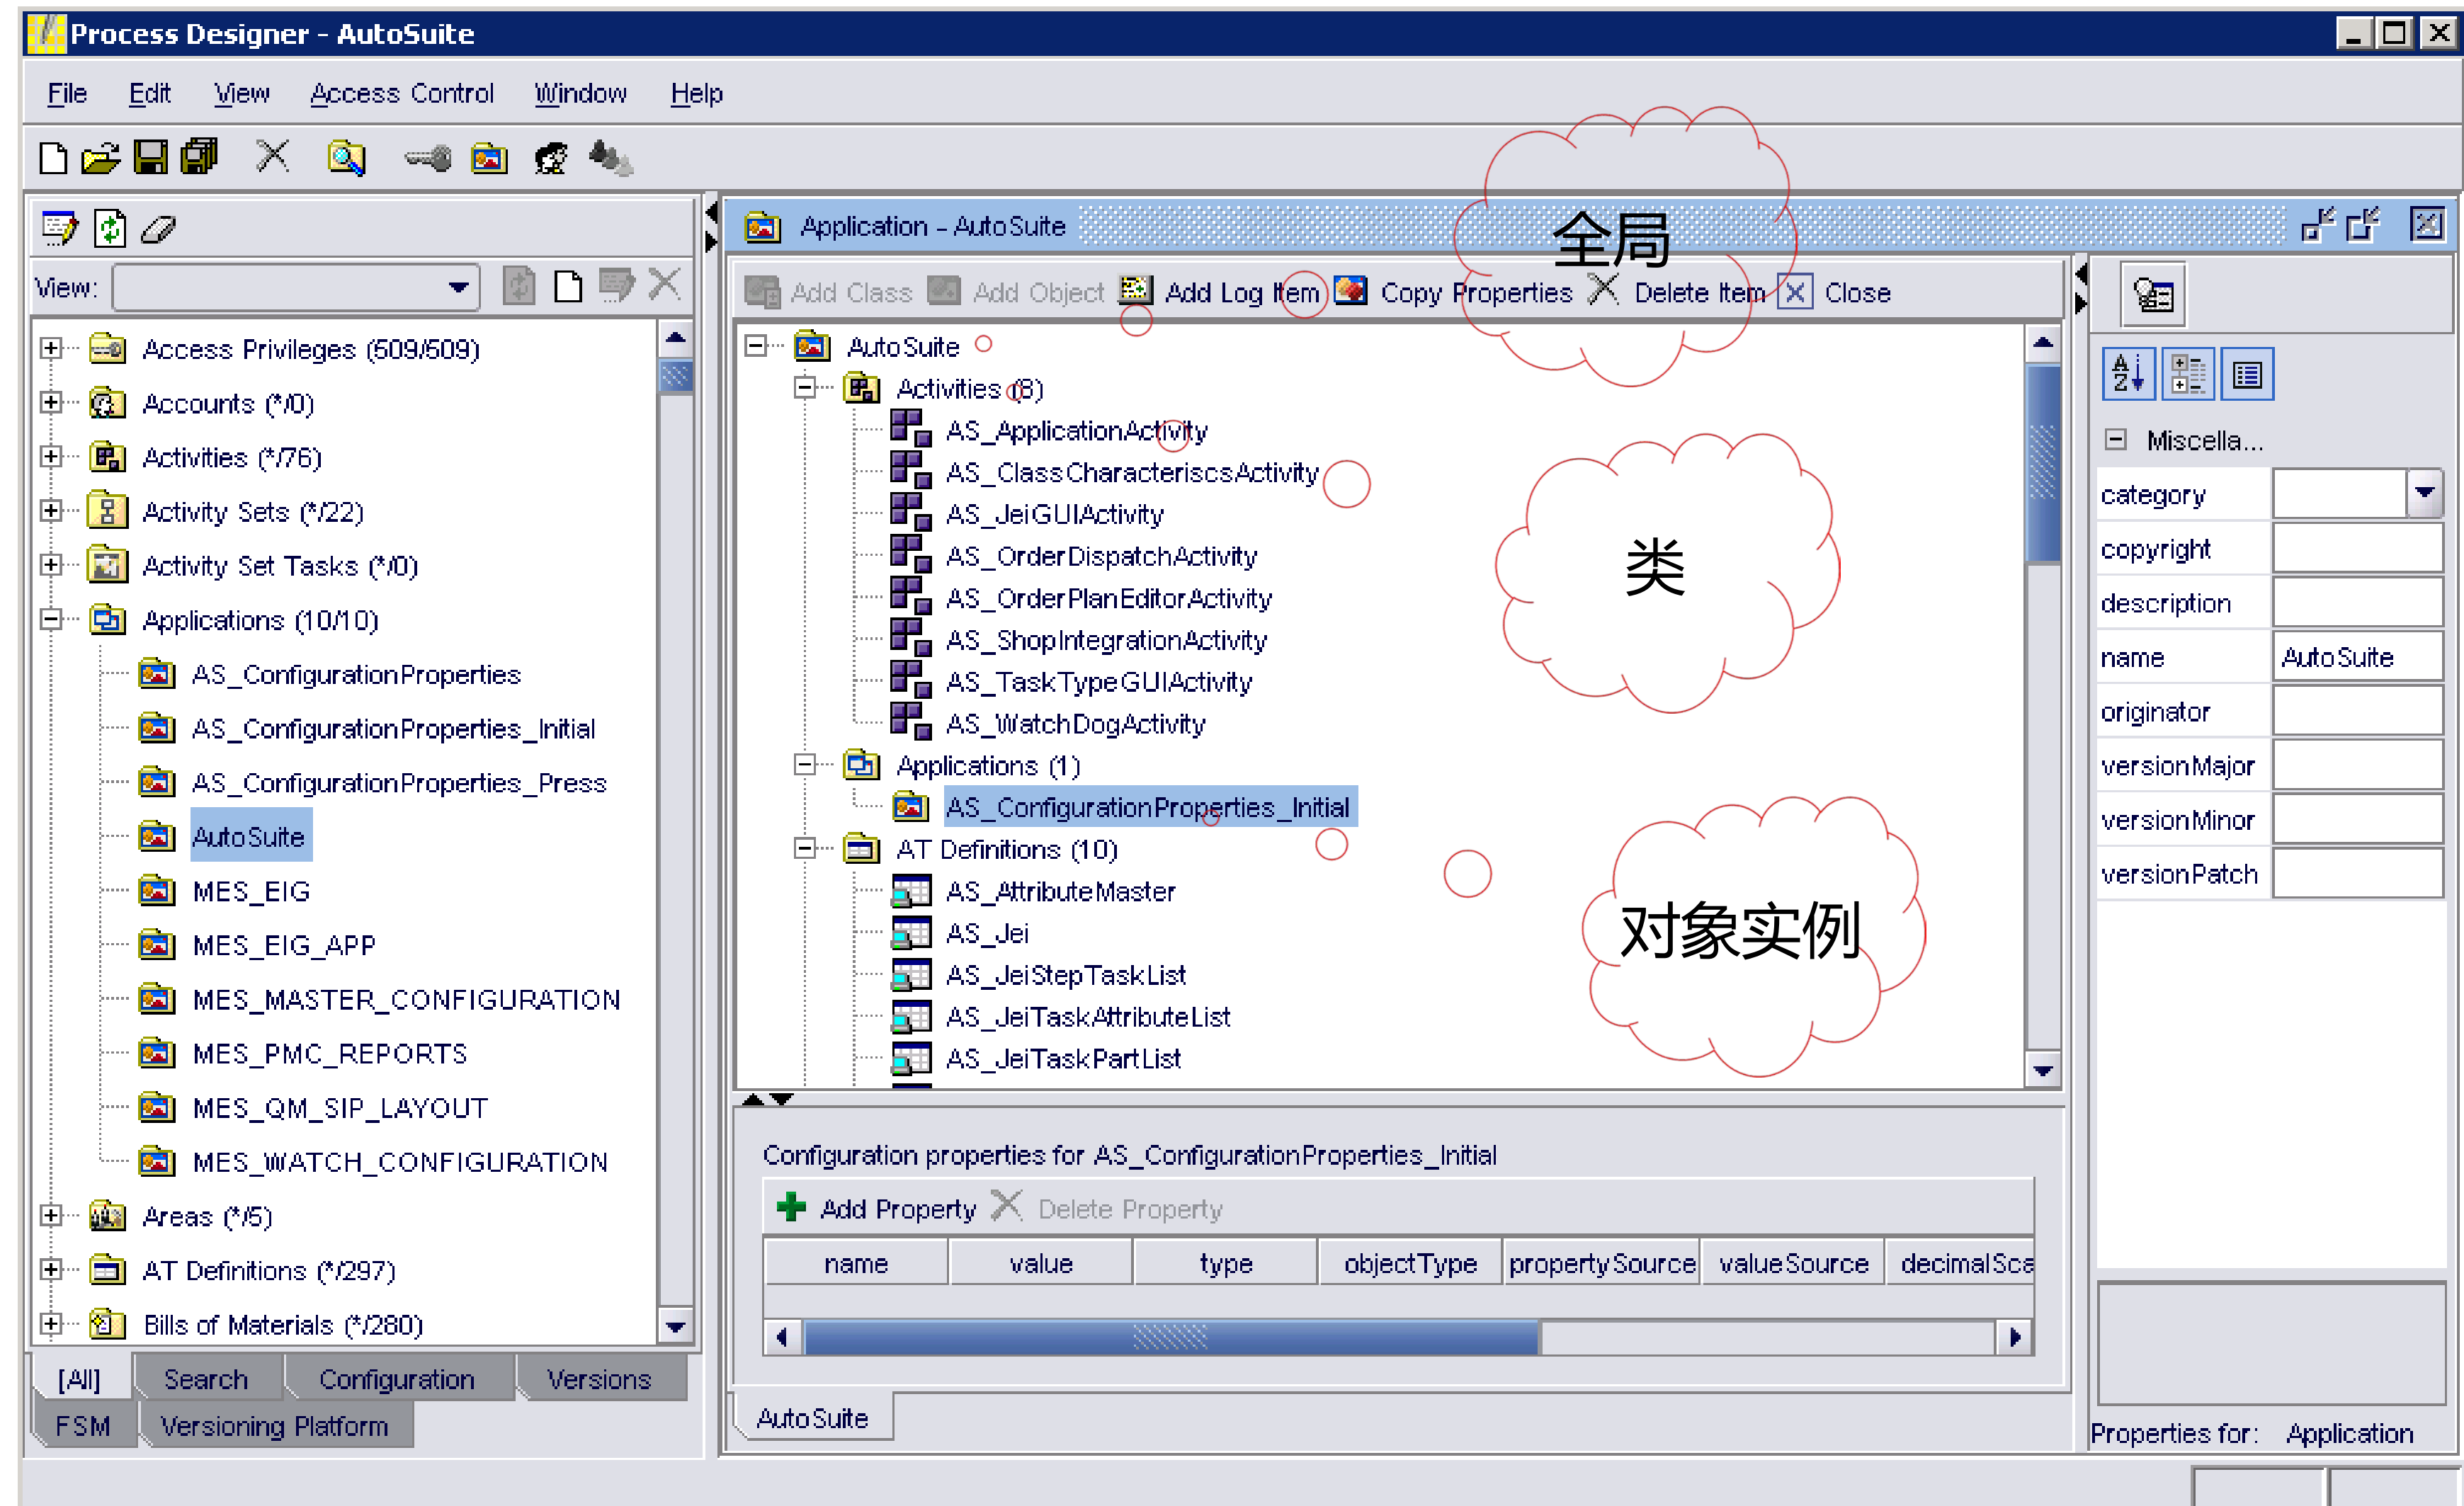 Process Designer - AutoSuite
File Edit View Access Control Window Help
View:
Access Privileges (509/509)
Accounts (*/0)
Activities (*/76)
Activity Sets (*/22)
Activity Set Tasks (*/0)
Applications (10/10)
AS_ConfigurationProperties
AS_ConfigurationProperties_Initial
AS_ConfigurationProperties_Press
AutoSuite
MES_EIG
MES_EIG_APP
MES_MASTER_CONFIGURATION
MES_PMC_REPORTS
MES_QM_SIP_LAYOUT
MES_WATCH_CONFIGURATION
Areas (*/5)
AT Definitions (*/297)
Bills of Materials (*/280)
[All] Search Configuration Versions
FSM Versioning Platform
Application - AutoSuite
Add Class Add Object Add Log Item Copy Properties Delete Item Close
AutoSuite
Activities (8)
AS_ApplicationActivity
AS_ClassCharacteriscsActivity
AS_JeiGUIActivity
AS_OrderDispatchActivity
AS_OrderPlanEditorActivity
AS_ShopIntegrationActivity
AS_TaskTypeGUIActivity
AS_WatchDogActivity
Applications (1)
AS_ConfigurationProperties_Initial
AT Definitions (10)
AS_AttributeMaster
AS_Jei
AS_JeiStepTaskList
AS_JeiTaskAttributeList
AS_JeiTaskPartList
全局
类
对象实例
Configuration properties for AS_ConfigurationProperties_Initial
Add Property Delete Property
name value type objectType propertySource valueSource decimalSca
AutoSuite
Miscella...
category
copyright
description
name AutoSuite
originator
versionMajor
versionMinor
versionPatch
Properties for: Application